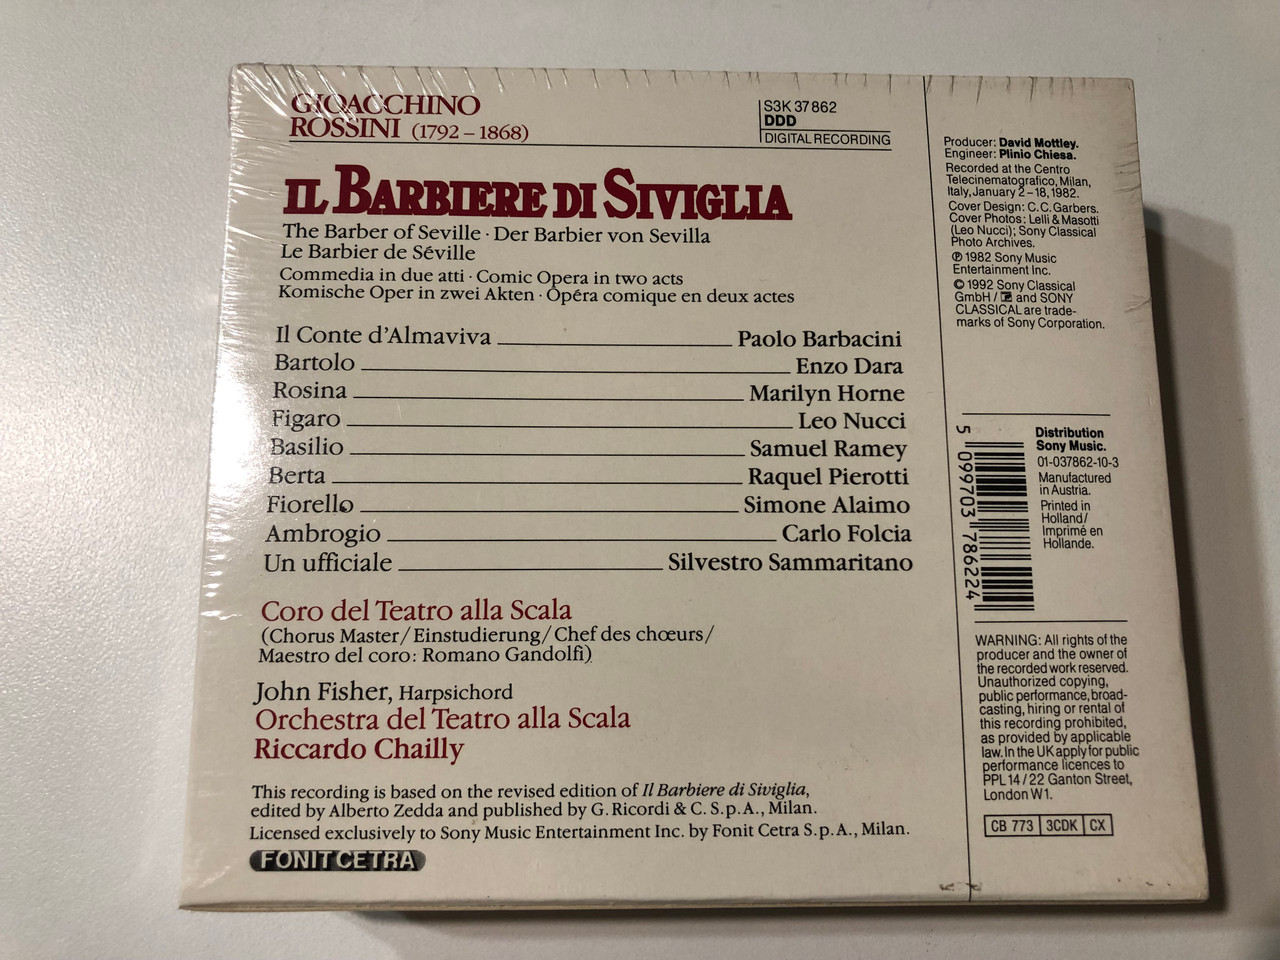 GIOACCHINO
ROSSINI (1792 – 1868)
S3K 37862
DDD
DIGITAL RECORDING
IL BARBIERE DI SIVIGLIA
The Barber of Seville · Der Barbier von Sevilla
Le Barbier de Séville
Commedia in due atti · Comic Opera in two acts
Komische Oper in zwei Akten · Opéra comique en deux actes
Il Conte d'Almaviva Paolo Barbacini
Bartolo Enzo Dara
Rosina Marilyn Horne
Figaro Leo Nucci
Basilio Samuel Ramey
Berta Raquel Pierotti
Fiorello Simone Alaimo
Ambrogio Carlo Folcia
Un ufficiale Silvestro Sammaritano
Coro del Teatro alla Scala
(Chorus Master/Einstudierung/Chef des chœurs/
Maestro del coro: Romano Gandolfi)
John Fisher, Harpsichord
Orchestra del Teatro alla Scala
Riccardo Chailly
This recording is based on the revised edition of Il Barbiere di Siviglia,
edited by Alberto Zedda and published by G. Ricordi & C. S.p.A., Milan.
Licensed exclusively to Sony Music Entertainment Inc. by Fonit Cetra S.p.A., Milan.
FONIT CETRA
Producer: David Mottley.
Engineer: Plinio Chiesa.
Recorded at the Centro
Telecinematografico, Milan,
Italy, January 2–18, 1982.
Cover Design: C.C. Garbers.
Cover Photos: Lelli & Masotti
(Leo Nucci); Sony Classical
Photo Archives.
℗ 1982 Sony Music
Entertainment Inc.
© 1992 Sony Classical
GmbH / and SONY
CLASSICAL are trade-
marks of Sony Corporation.
5 099703 786224
Distribution
Sony Music.
01-037862-10-3
Manufactured
in Austria.
Printed in
Holland/
Imprimé en
Hollande.
WARNING: All rights of the
producer and the owner of
the recorded work reserved.
Unauthorized copying,
public performance, broad-
casting, hiring or rental of
this recording prohibited,
as provided by applicable
law. In the UK apply for public
performance licences to
PPL 14/22 Ganton Street,
London W1.
CB 773 3CDK CX